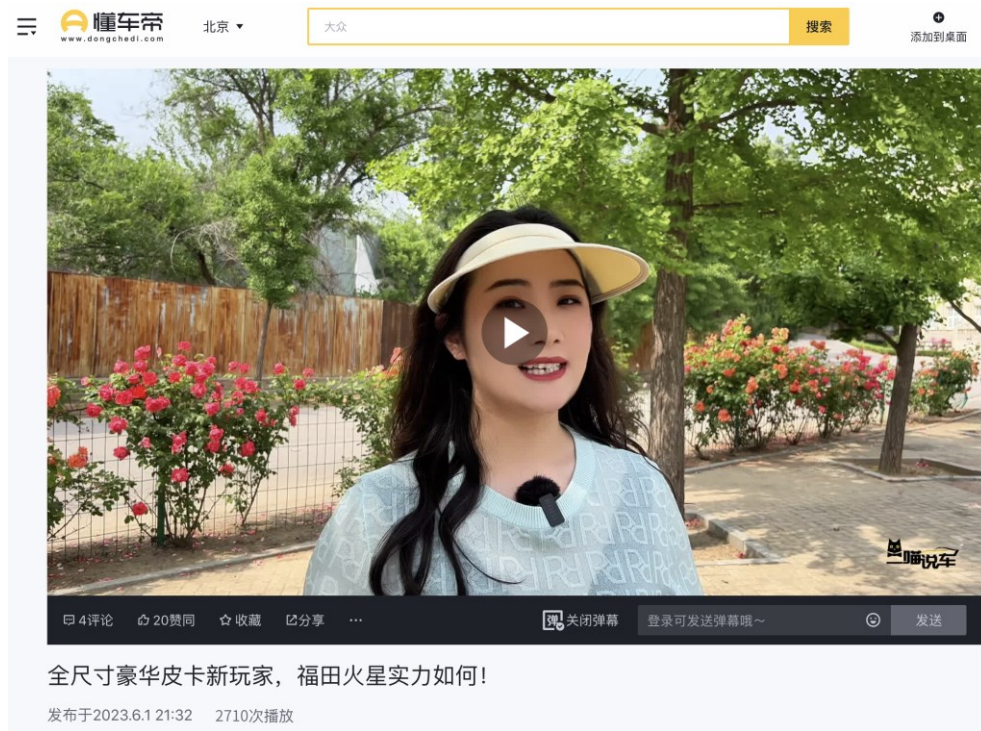 懂车帝
www.dongchedi.com
北京
大众
搜索
添加到桌面
二喵说车
4评论 20赞同 收藏 分享 ... 弹 关闭弹幕 登录可发送弹幕哦~ 发送
全尺寸豪华皮卡新玩家,福田火星实力如何!
发布于2023.6.1 21:32 2710次播放